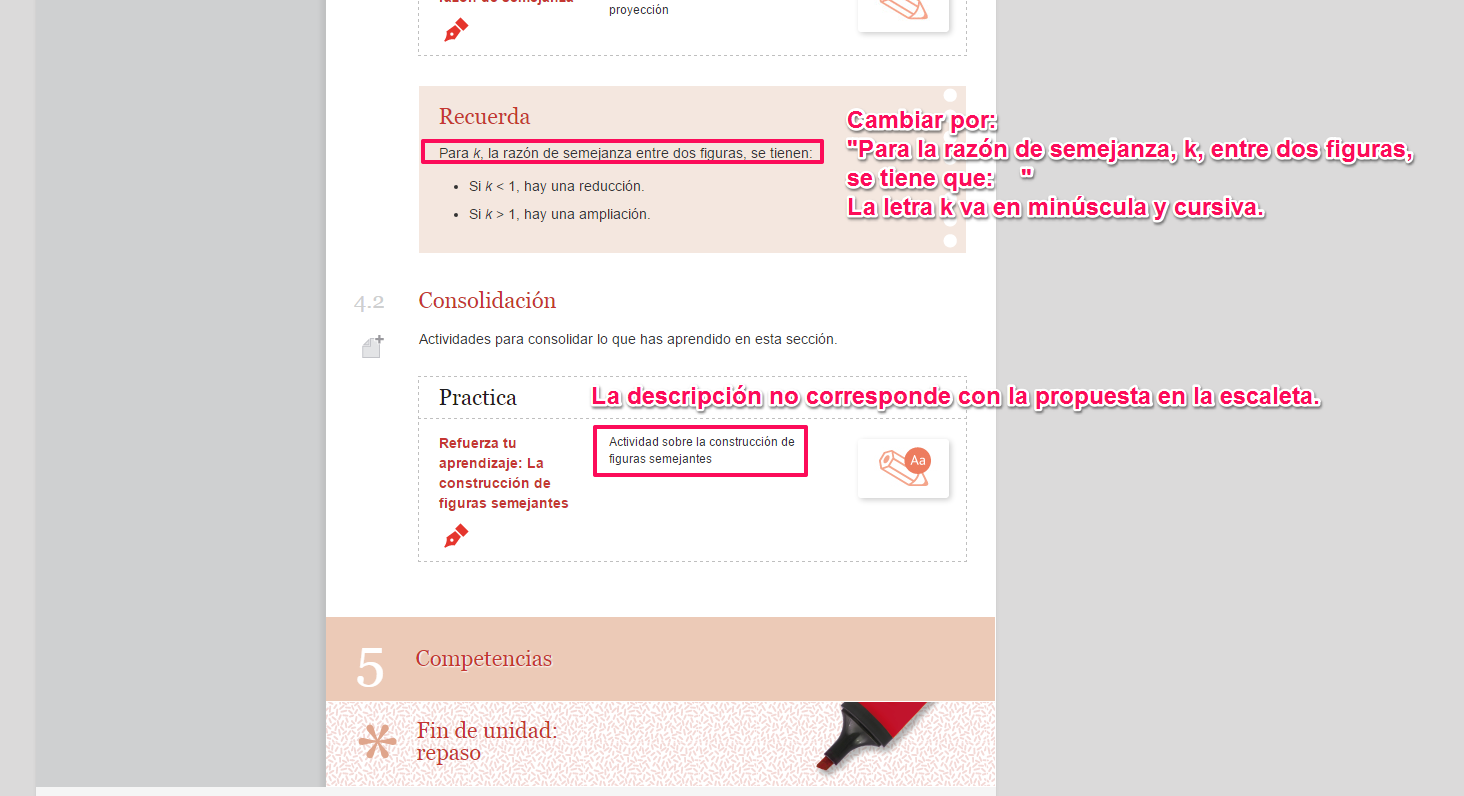 razón de semejanza
proyección
Recuerda
Para k, la razón de semejanza entre dos figuras, se tienen:
• Si k < 1, hay una reducción.
• Si k > 1, hay una ampliación.
Cambiar por:
"Para la razón de semejanza, k, entre dos figuras,
se tiene que: "
La letra k va en minúscula y cursiva.
4.2 Consolidación
Actividades para consolidar lo que has aprendido en esta sección.
Practica
La descripción no corresponde con la propuesta en la escaleta.
Refuerza tu
aprendizaje: La
construcción de
figuras semejantes
Actividad sobre la construcción de
figuras semejantes
Aa
5 Competencias
Fin de unidad:
repaso